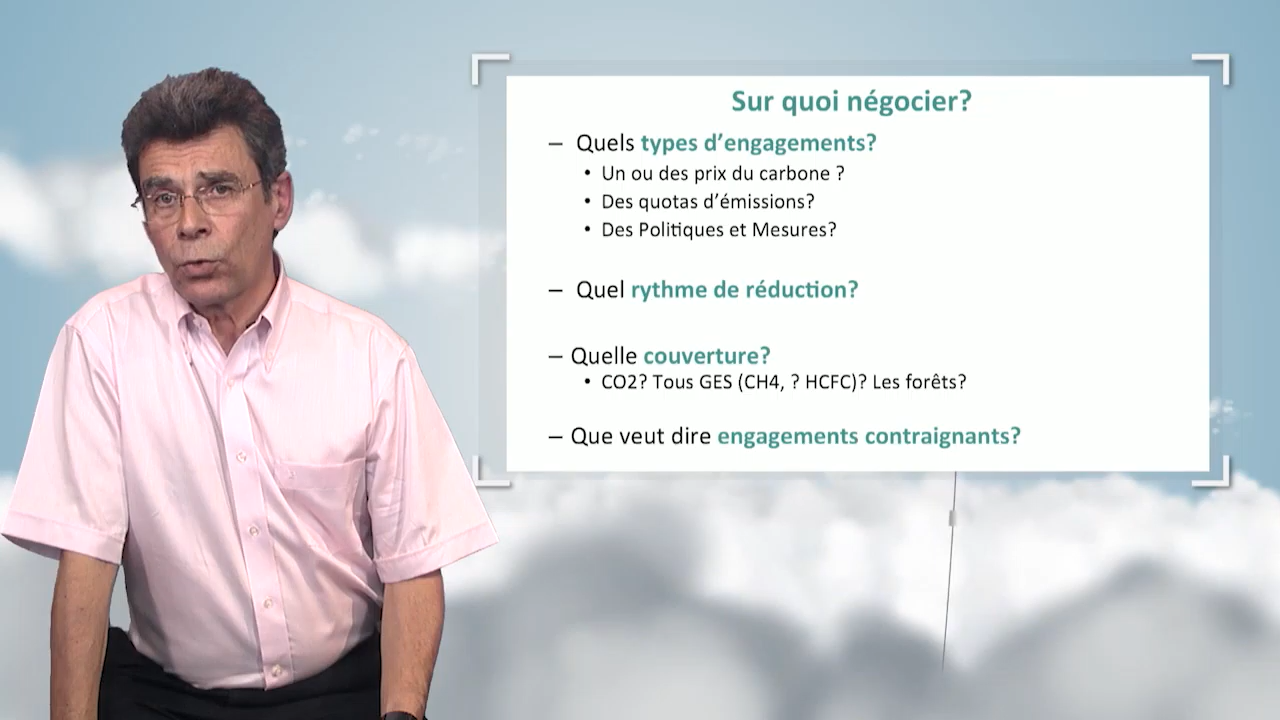 Sur quoi négocier?
– Quels types d'engagements?
• Un ou des prix du carbone ?
• Des quotas d'émissions?
• Des Politiques et Mesures?
– Quel rythme de réduction?
– Quelle couverture?
• CO2? Tous GES (CH4, ? HCFC)? Les forêts?
– Que veut dire engagements contraignants?